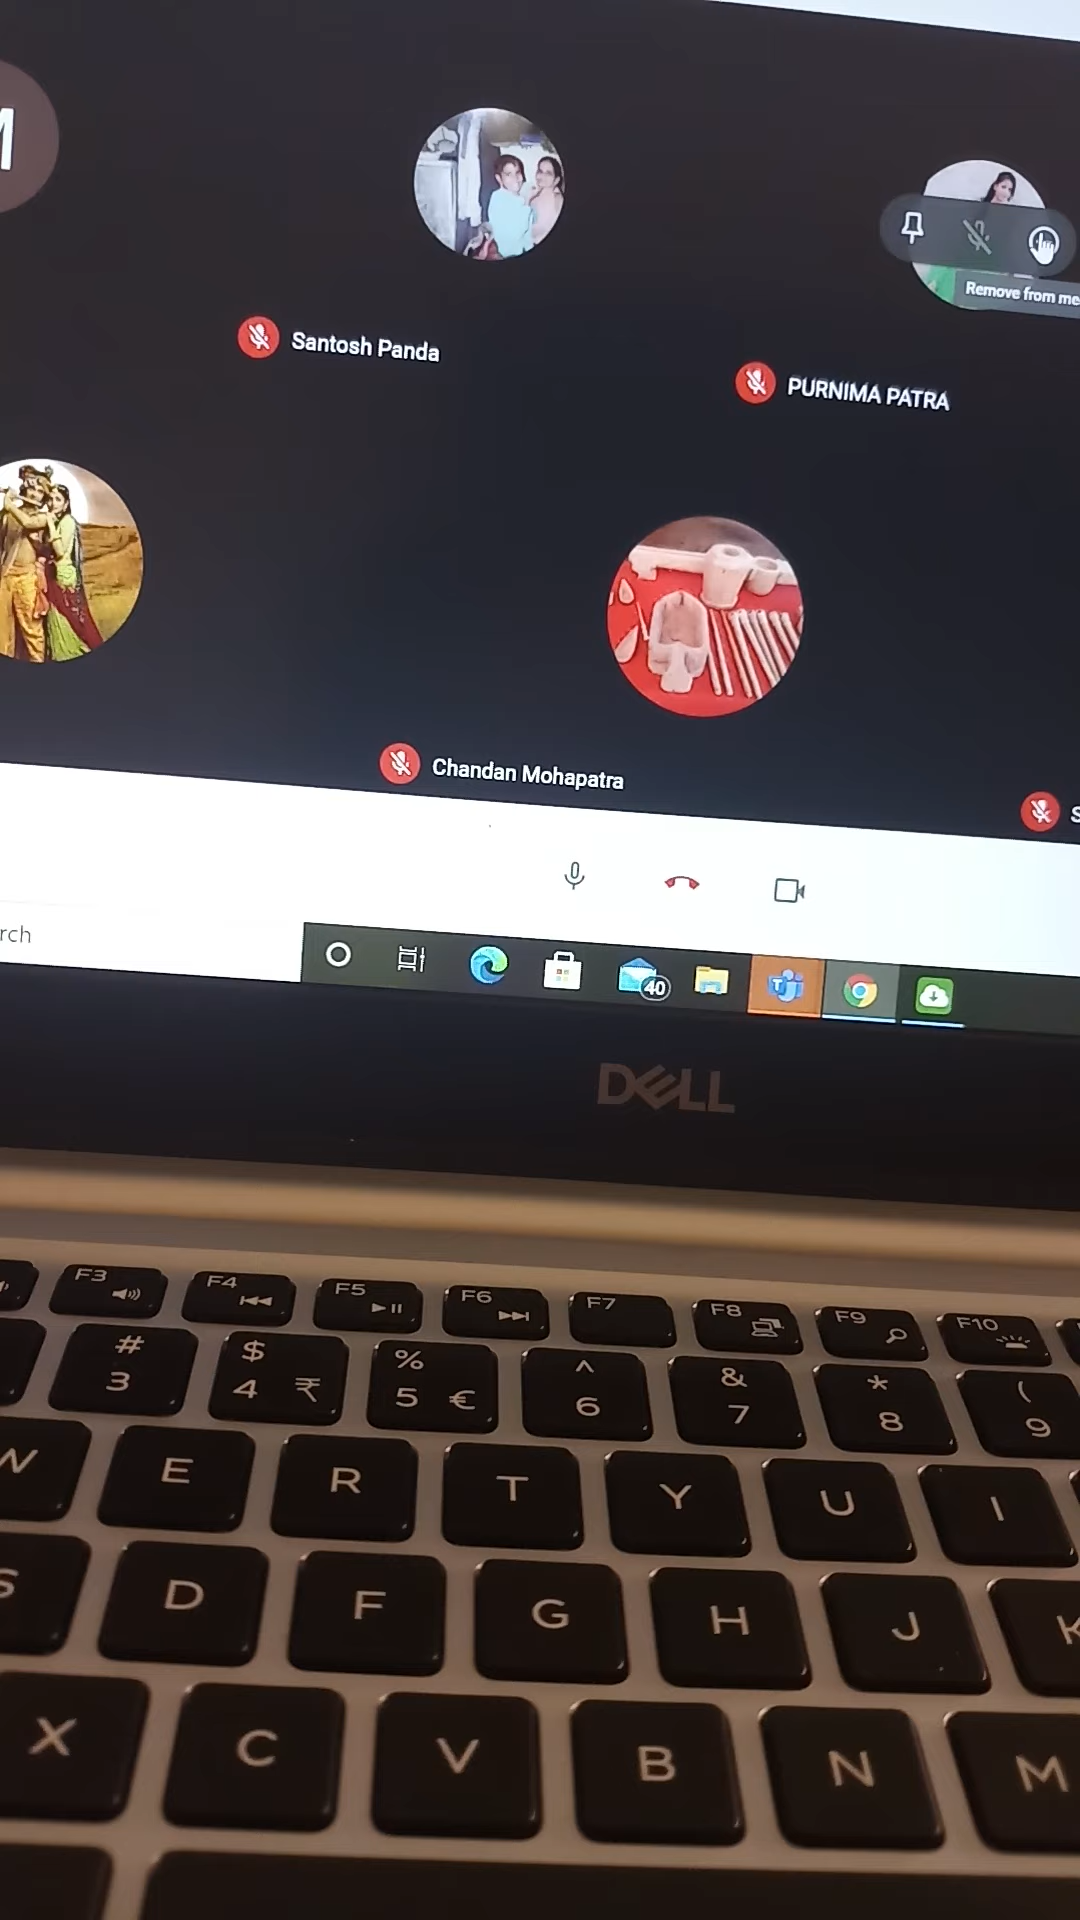 M
Remove from me
Santosh Panda
PURNIMA PATRA
Chandan Mohapatra
S
rch
40
T
DELL
F3
F4
F5
F6
F7
F8
F9
F10
# $ % ^ & * (
3 4 ₹ 5 € 6 7 8 9
W E R T Y U I
S D F G H J K
X C V B N M